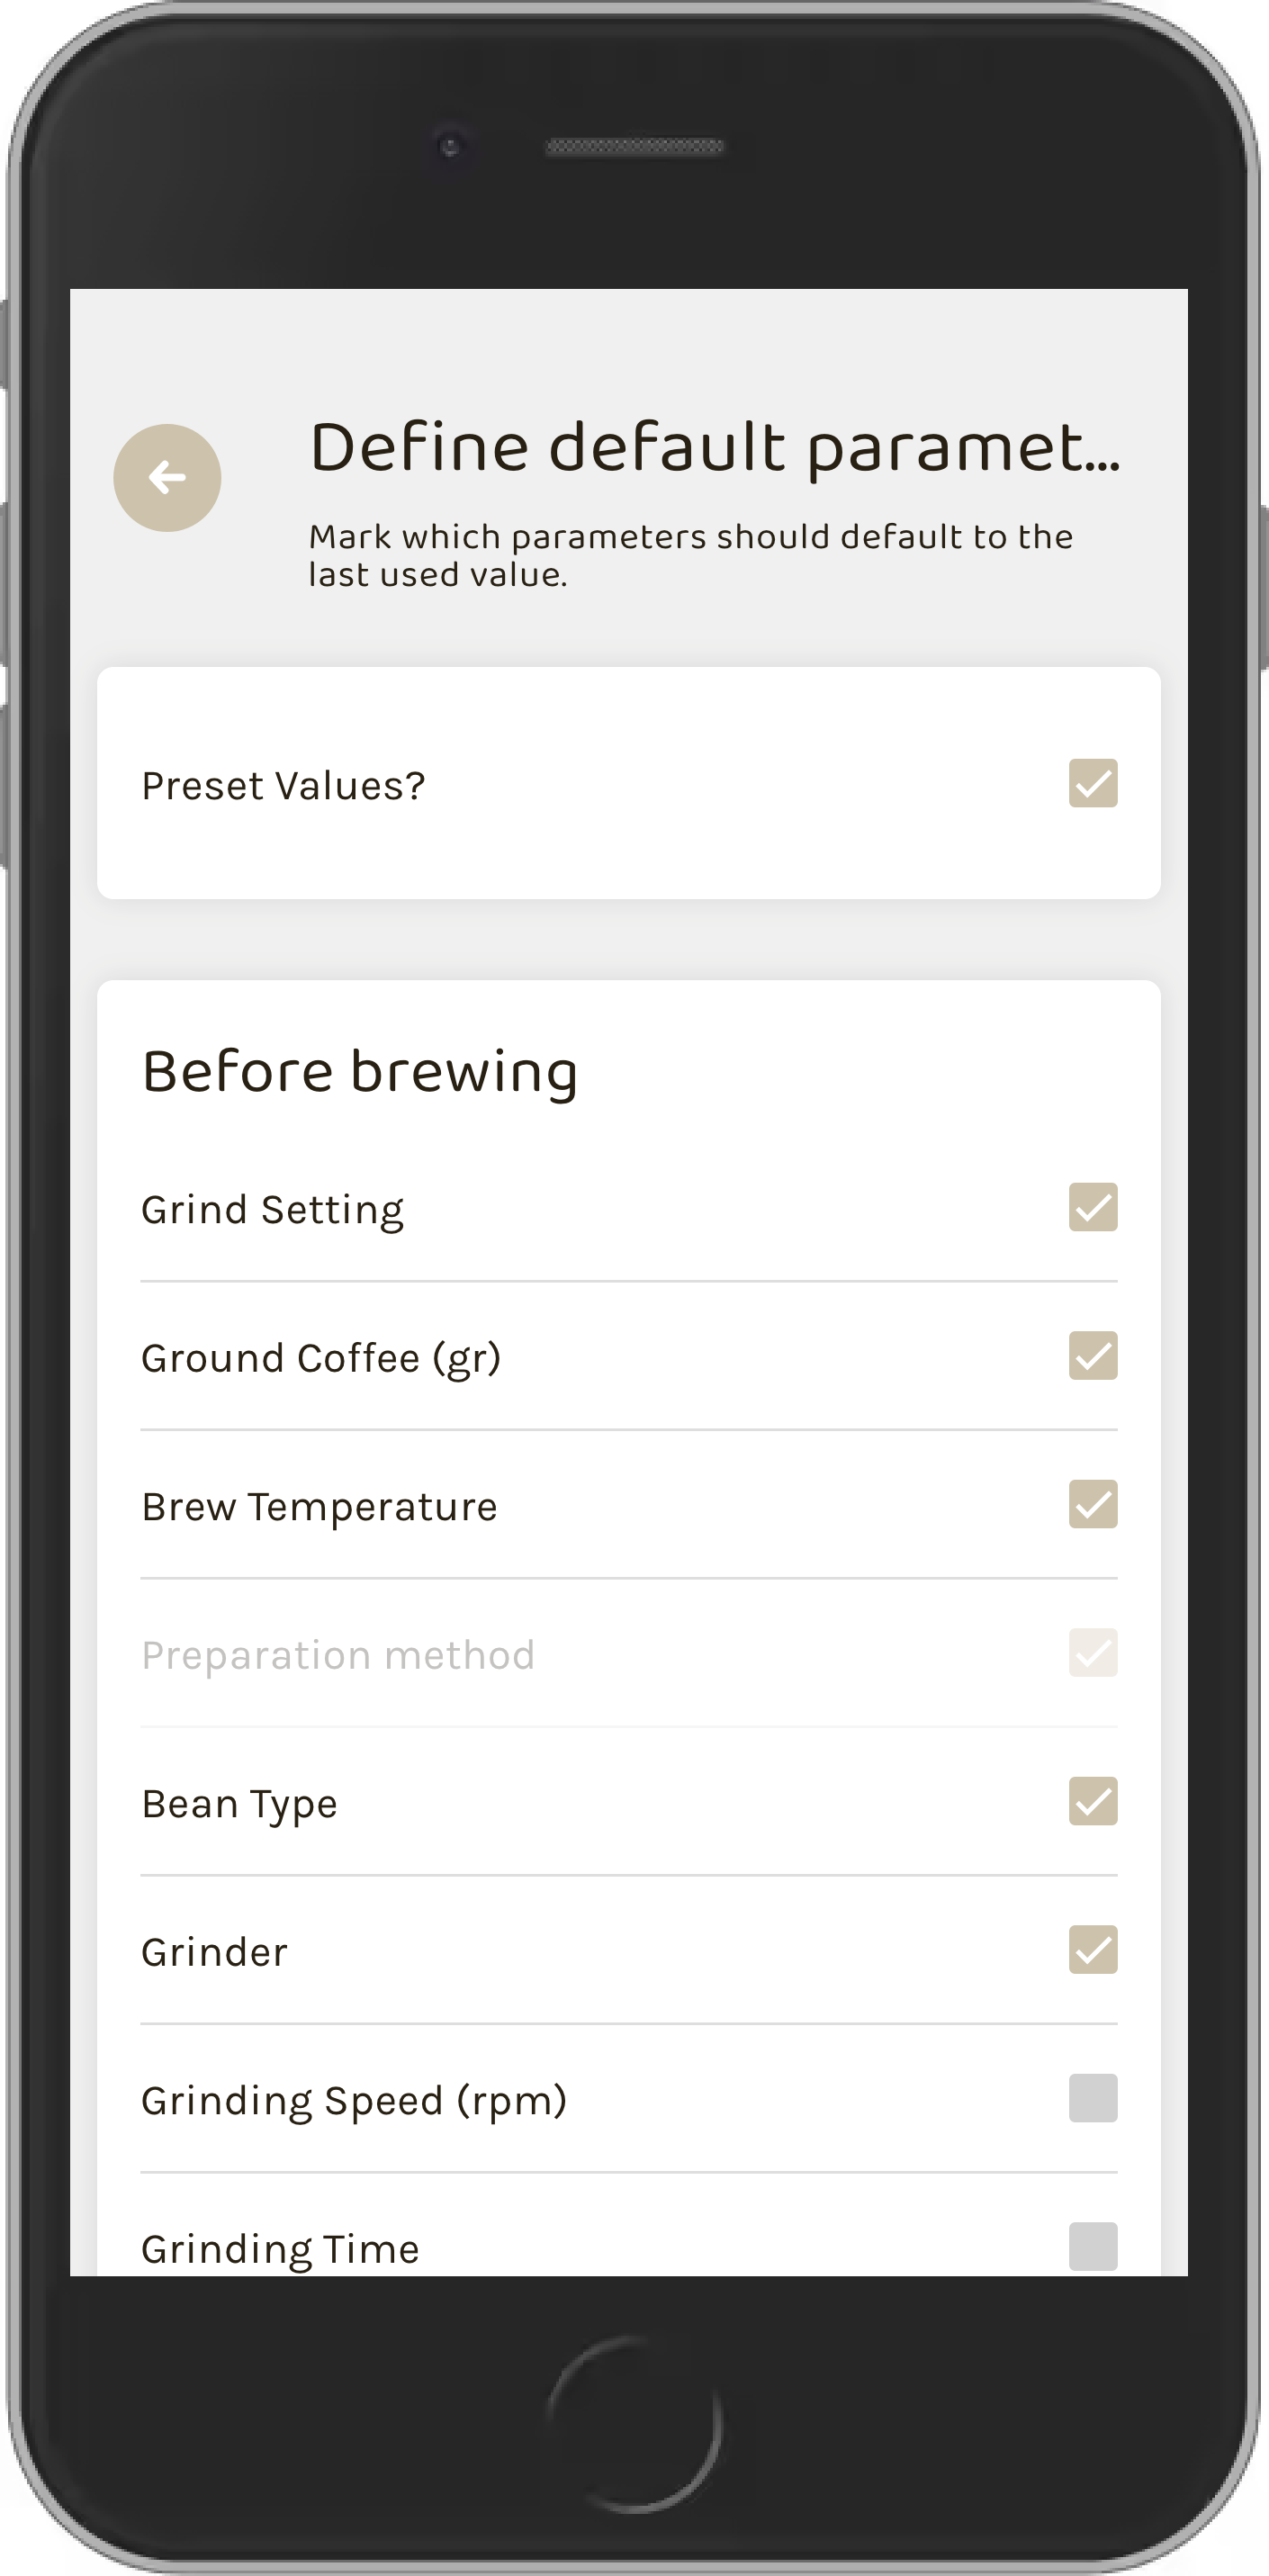 Define default paramet...
Mark which parameters should default to the
last used value.
Preset Values?
Before brewing
Grind Setting
Ground Coffee (gr)
Brew Temperature
Preparation method
Bean Type
Grinder
Grinding Speed (rpm)
Grinding Time